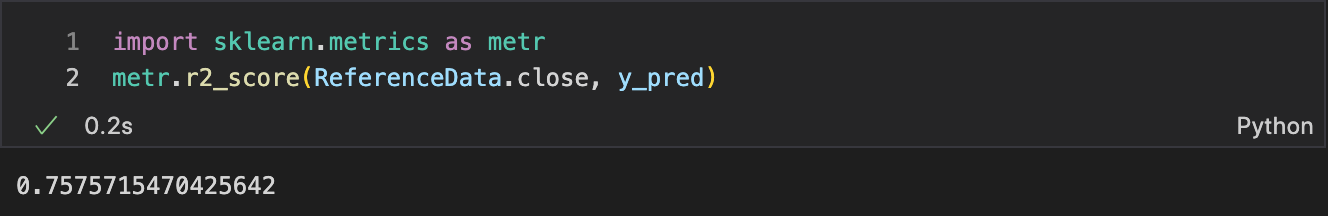 1 import sklearn.metrics as metr
2 metr.r2_score(ReferenceData.close, y_pred)
✓ 0.2s Python
0.7575715470425642